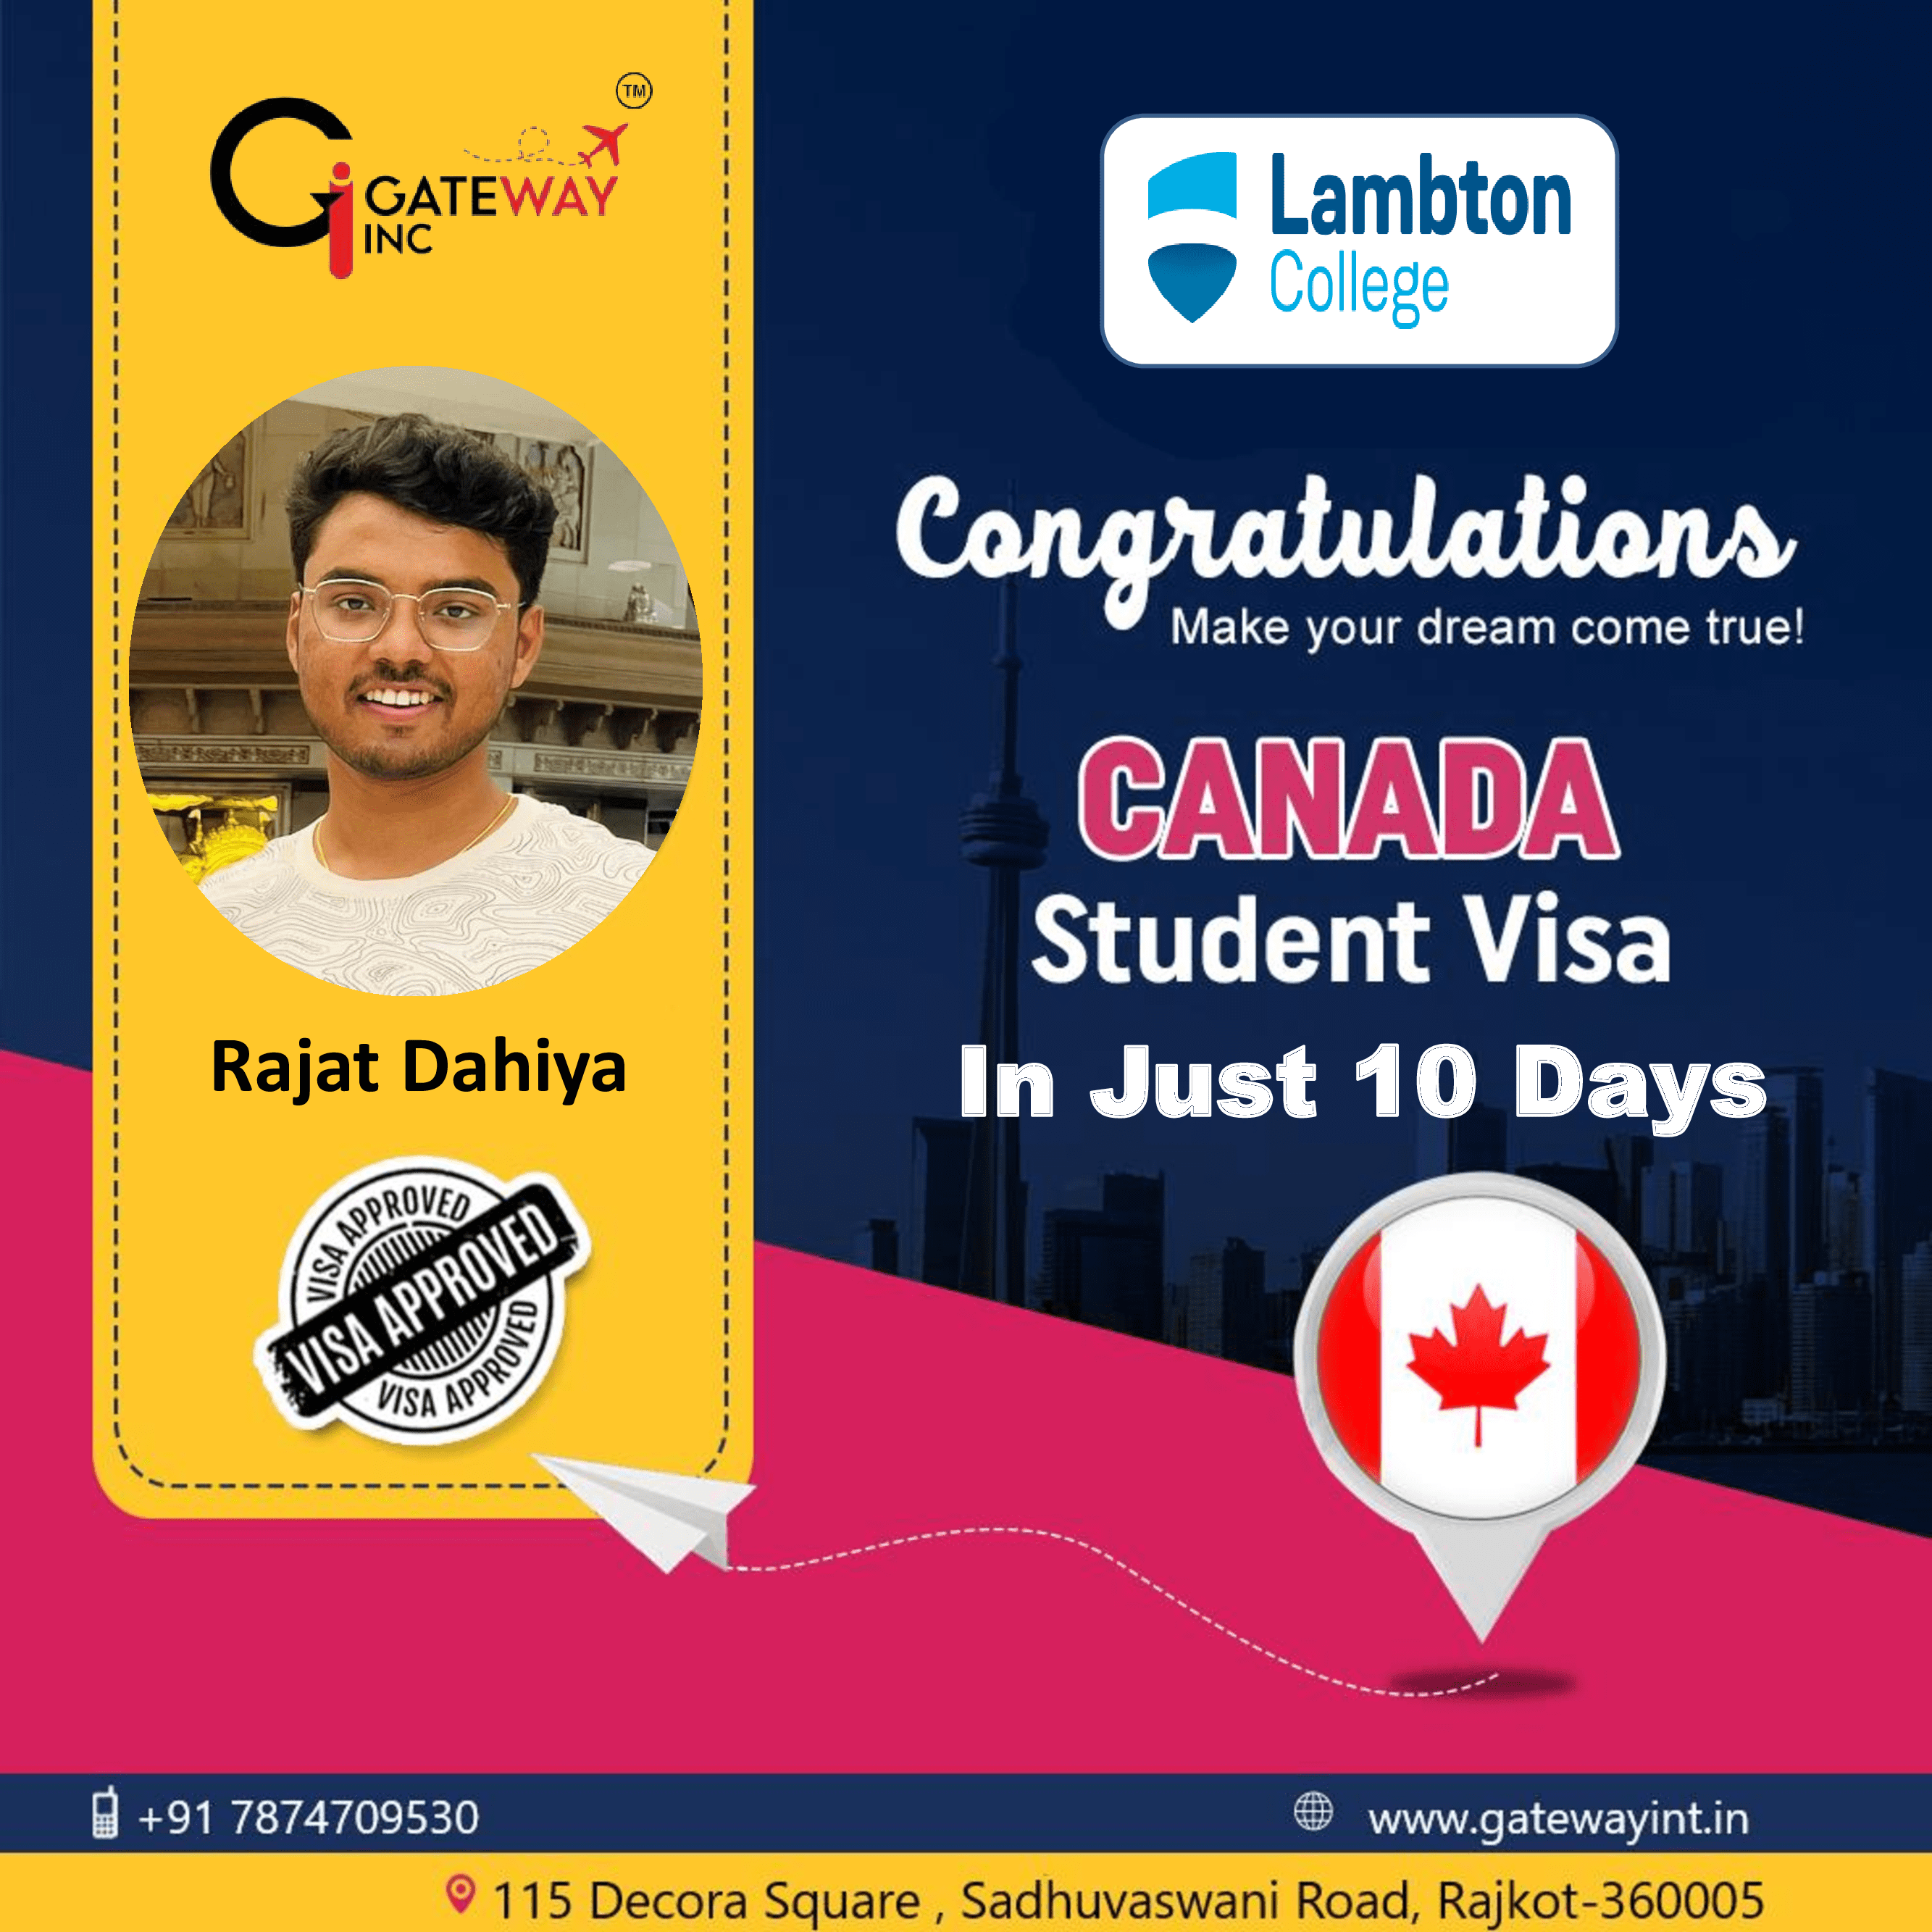 TM
GATEWAY
INC
Lambton
College
Congratulations
Make your dream come true!
CANADA
Student Visa
In Just 10 Days
Rajat Dahiya
VISA APPROVED
VISA APPROVED
VISA APPROVED
+91 7874709530
www.gatewayint.in
115 Decora Square , Sadhuvaswani Road, Rajkot-360005